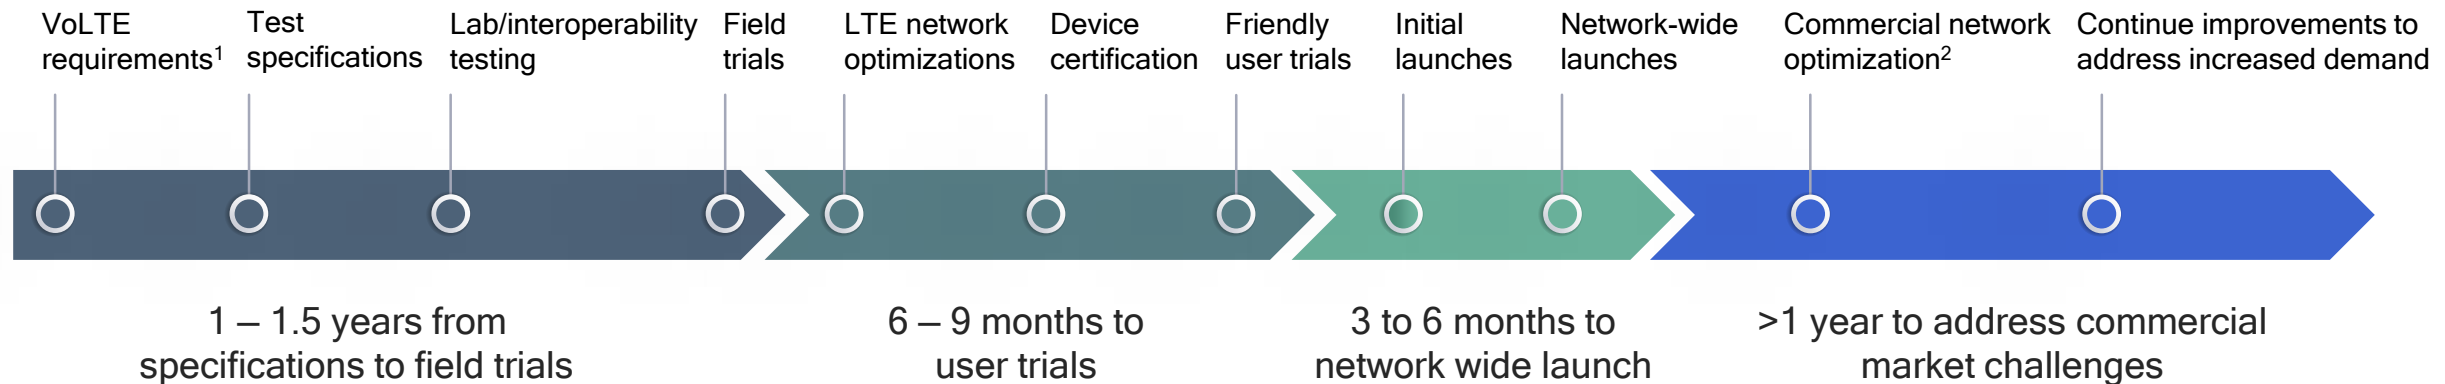 VoLTE
requirements¹
Test
specifications
Lab/interoperability
testing
Field
trials
LTE network
optimizations
Device
certification
Friendly
user trials
Initial
launches
Network-wide
launches
Commercial network
optimization²
Continue improvements to
address increased demand
1 – 1.5 years from
specifications to field trials
6 – 9 months to
user trials
3 to 6 months to
network wide launch
>1 year to address commercial
market challenges